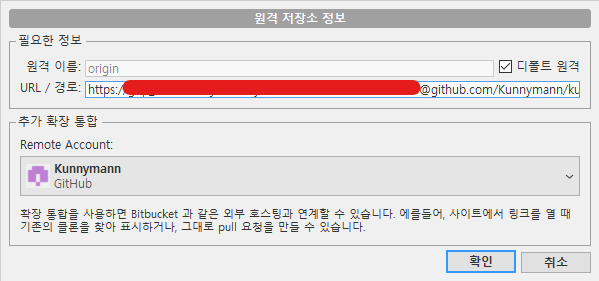 원격 저장소 정보
필요한 정보
원격 이름: origin 디폴트 원격
URL / 경로: https:/ @github.com/Kunnymann/ku
추가 확장 통합
Remote Account:
Kunnymann
GitHub
확장 통합을 사용하면 Bitbucket 과 같은 외부 호스팅과 연계할 수 있습니다. 예를들어, 사이트에서 링크를 열 때
기존의 클론을 찾아 표시하거나, 그대로 pull 요청을 만들 수 있습니다.
확인 취소